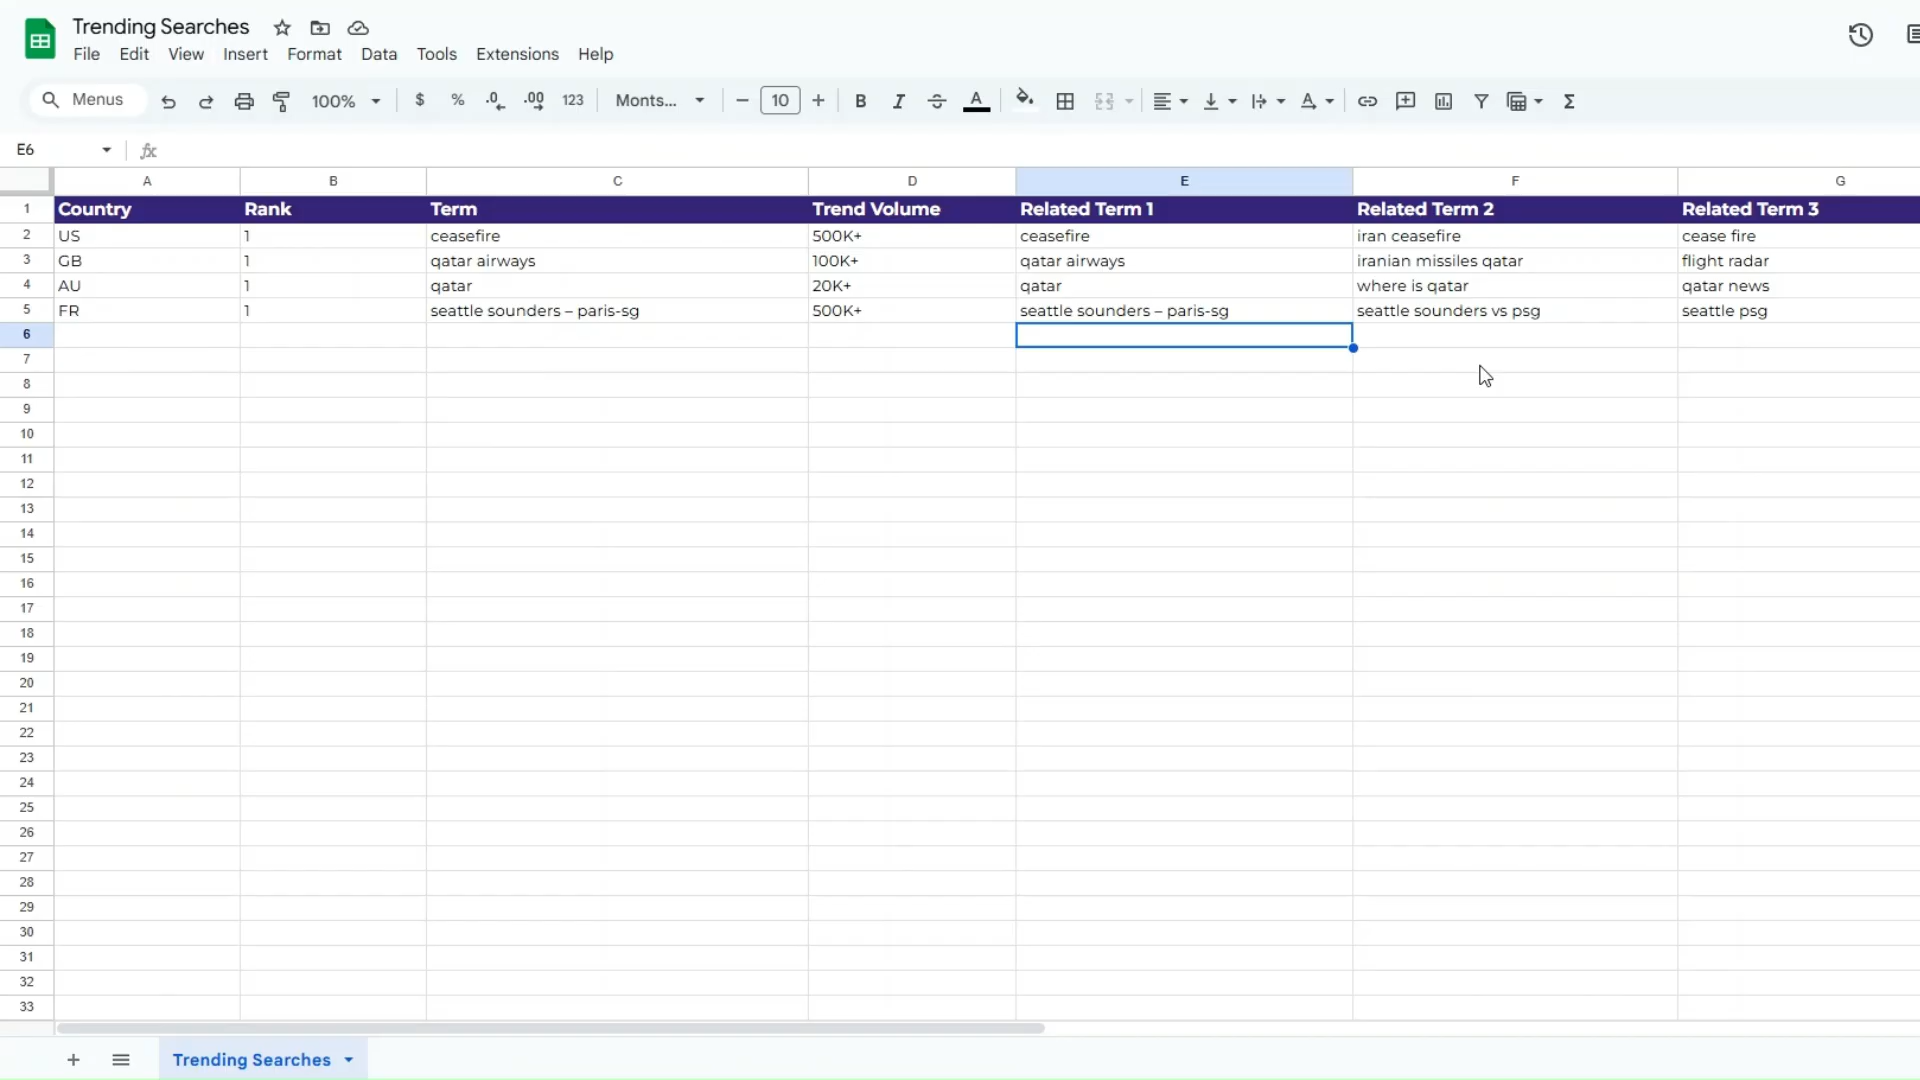 Trending Searches
File Edit View Insert Format Data Tools Extensions Help
Menus 100% $ % .0 .00 123 Monts... 10 B I A A Σ
E6 fx
A B C D E F G
1 Country Rank Term Trend Volume Related Term 1 Related Term 2 Related Term 3
2 US 1 ceasefire 500K+ ceasefire iran ceasefire cease fire
3 GB 1 qatar airways 100K+ qatar airways iranian missiles qatar flight radar
4 AU 1 qatar 20K+ qatar where is qatar qatar news
5 FR 1 seattle sounders – paris-sg 500K+ seattle sounders – paris-sg seattle sounders vs psg seattle psg
6
7
8
9
10
11
12
13
14
15
16
17
18
19
20
21
22
23
24
25
26
27
28
29
30
31
32
33
Trending Searches